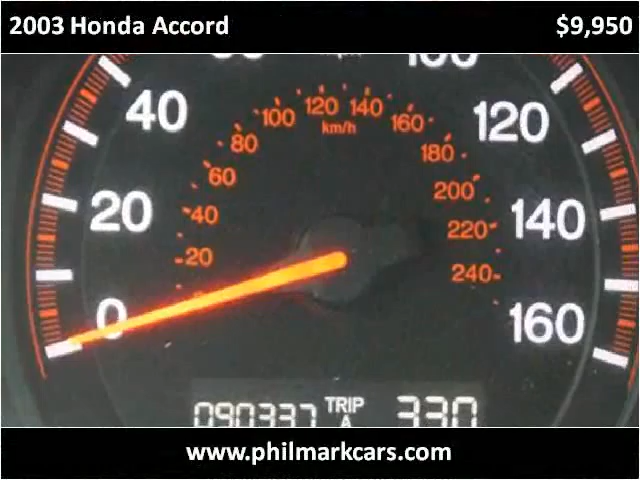 2003 Honda Accord $9,950
100
40 100 120 140 160 120
km/h
80 180
60 200
20 40 220 140
20 240
0 160
090337 TRIP A 330
www.philmarkcars.com